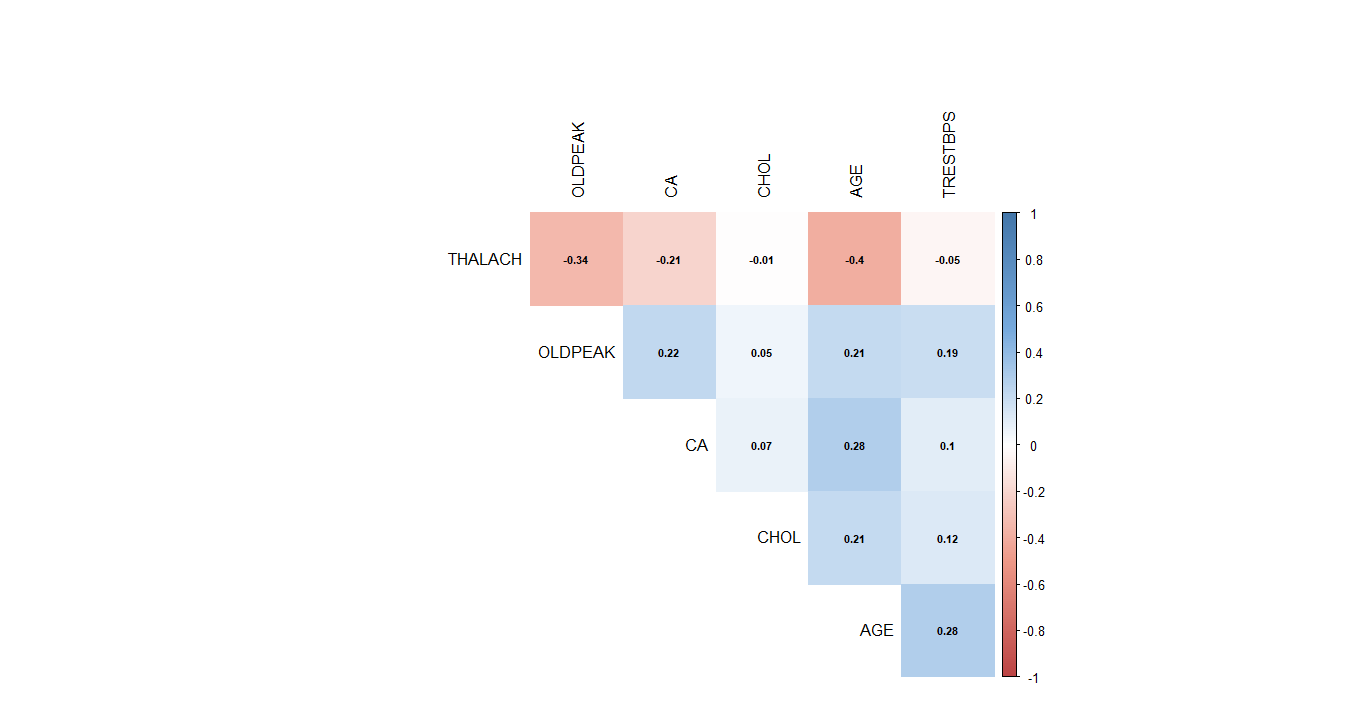 OLDPEAK CA CHOL AGE TRESTBPS
THALACH -0.34 -0.21 -0.01 -0.4 -0.05
OLDPEAK 0.22 0.05 0.21 0.19
CA 0.07 0.28 0.1
CHOL 0.21 0.12
AGE 0.28
1
0.8
0.6
0.4
0.2
0
-0.2
-0.4
-0.6
-0.8
-1